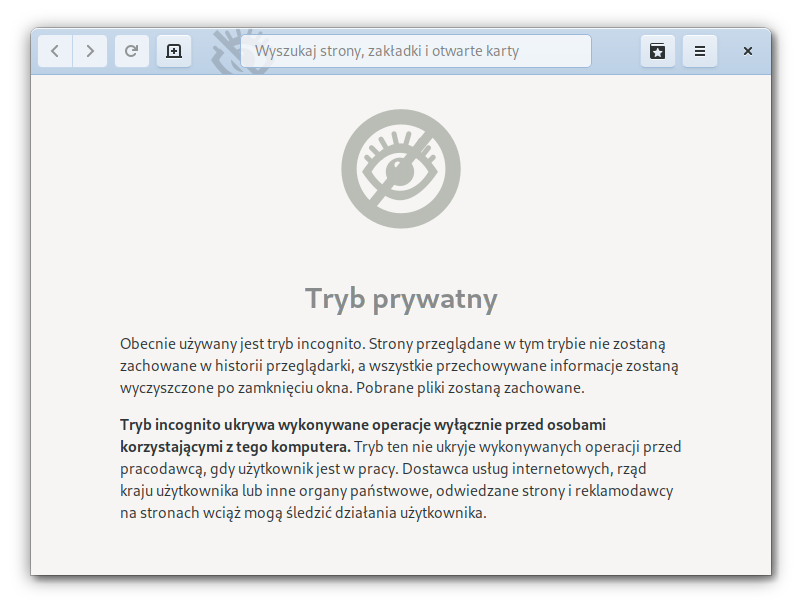 Wyszukaj strony, zakładki i otwarte karty
Tryb prywatny
Obecnie używany jest tryb incognito. Strony przeglądane w tym trybie nie zostaną
zachowane w historii przeglądarki, a wszystkie przechowywane informacje zostaną
wyczyszczone po zamknięciu okna. Pobrane pliki zostaną zachowane.
Tryb incognito ukrywa wykonywane operacje wyłącznie przed osobami
korzystającymi z tego komputera. Tryb ten nie ukryje wykonywanych operacji przed
pracodawcą, gdy użytkownik jest w pracy. Dostawca usług internetowych, rząd
kraju użytkownika lub inne organy państwowe, odwiedzane strony i reklamodawcy
na stronach wciąż mogą śledzić działania użytkownika.